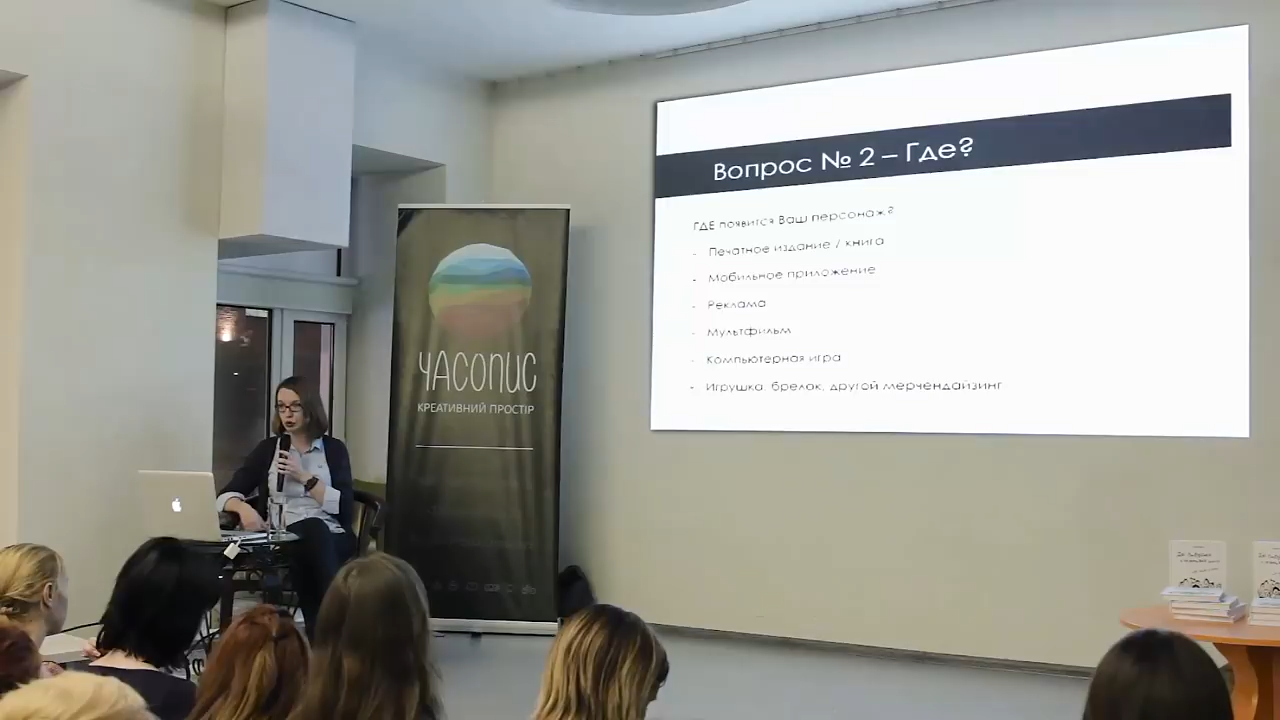 Вопрос № 2 – Где?
ГДЕ появится Ваш персонаж?
- Печатное издание / книга
- Мобильное приложение
- Реклама
- Мультфильм
- Компьютерная игра
- Игрушка, брелок, другой мерчендайзинг
ЧАСОПИС
КРЕАТИВНИЙ ПРОСТІР